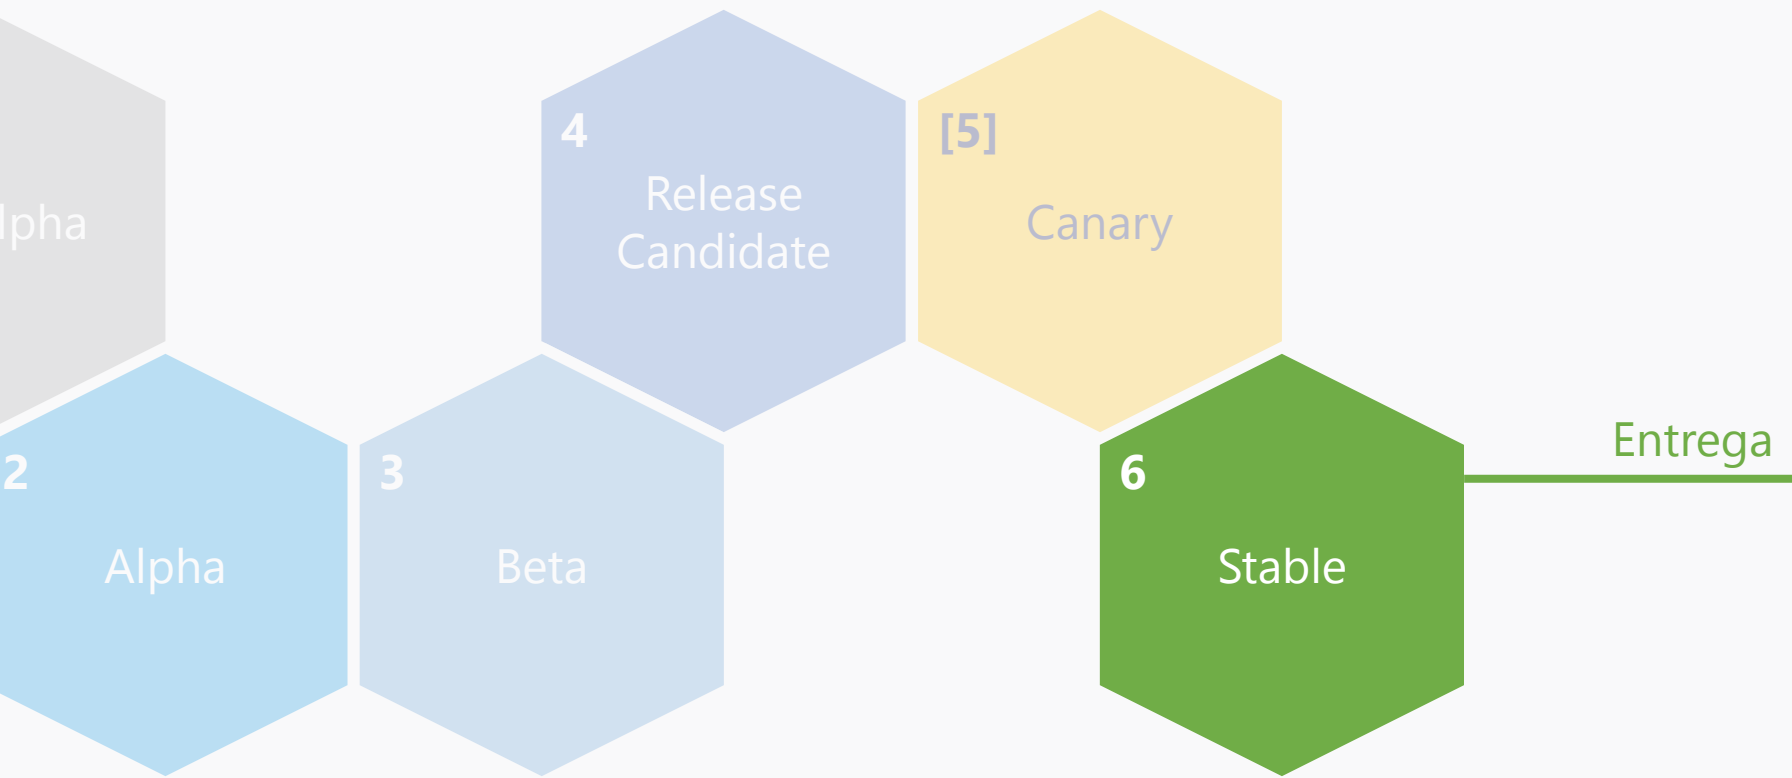 lpha
2
Alpha
3
Beta
4
Release
Candidate
[5]
Canary
6
Stable
Entrega